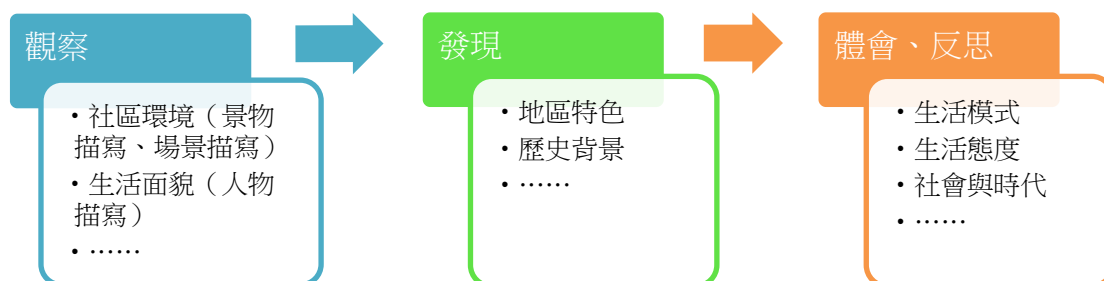 觀察
・社區環境（景物
描寫、場景描寫）
・生活面貌（人物
描寫）
・……
發現
・地區特色
・歷史背景
・……
體會、反思
・生活模式
・生活態度
・社會與時代
・……